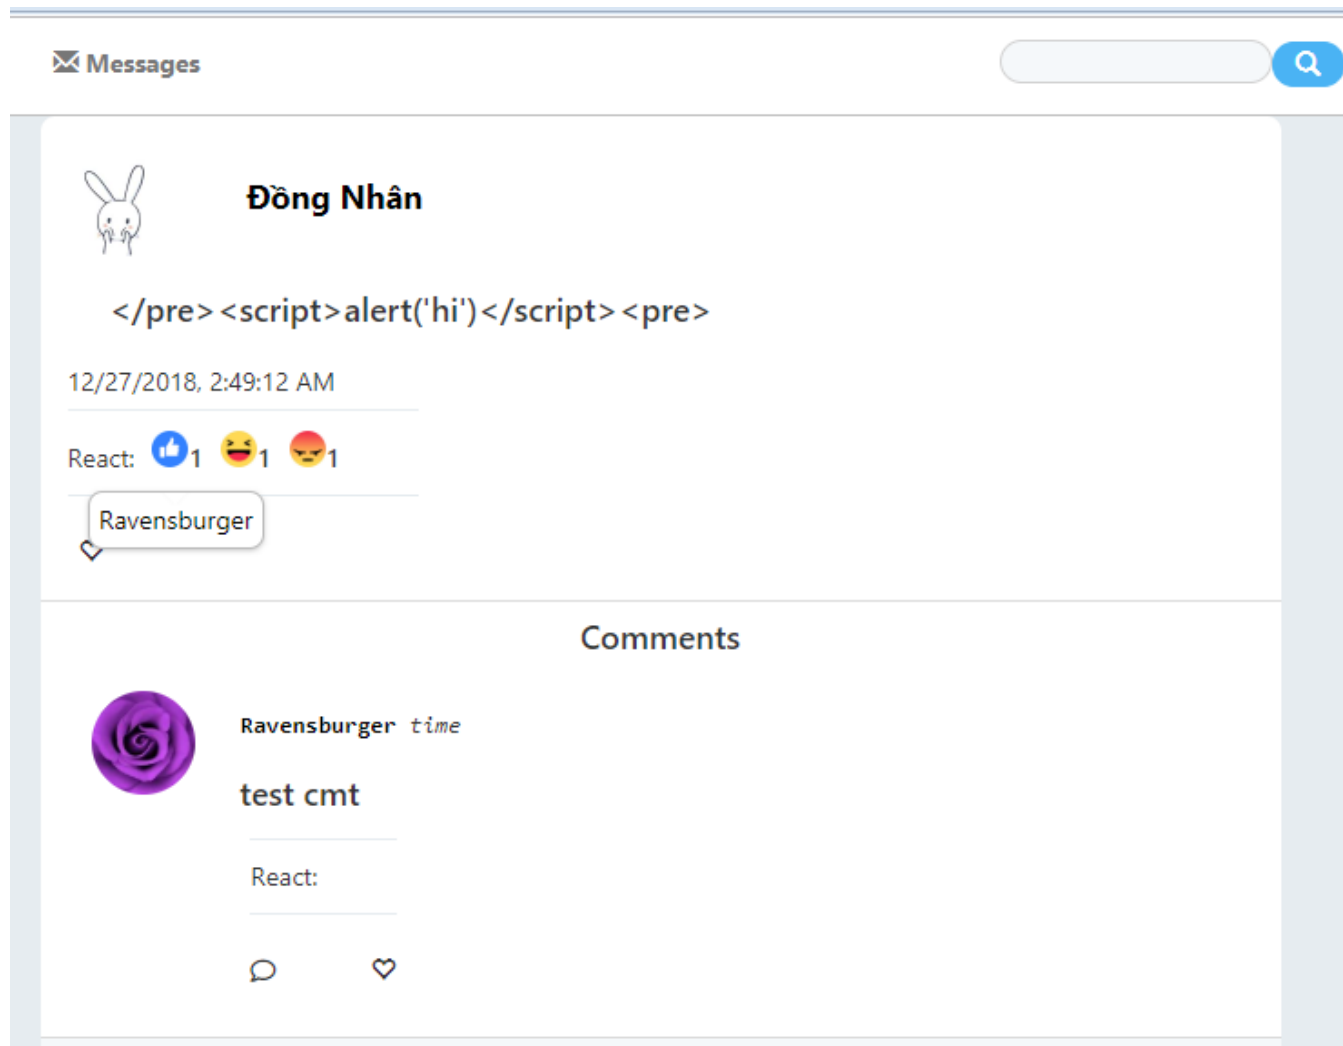 Messages
Đồng Nhân
</pre><script>alert('hi')</script><pre>
12/27/2018, 2:49:12 AM
React: 1 1 1
Ravensburger
Comments
Ravensburger time
test cmt
React: